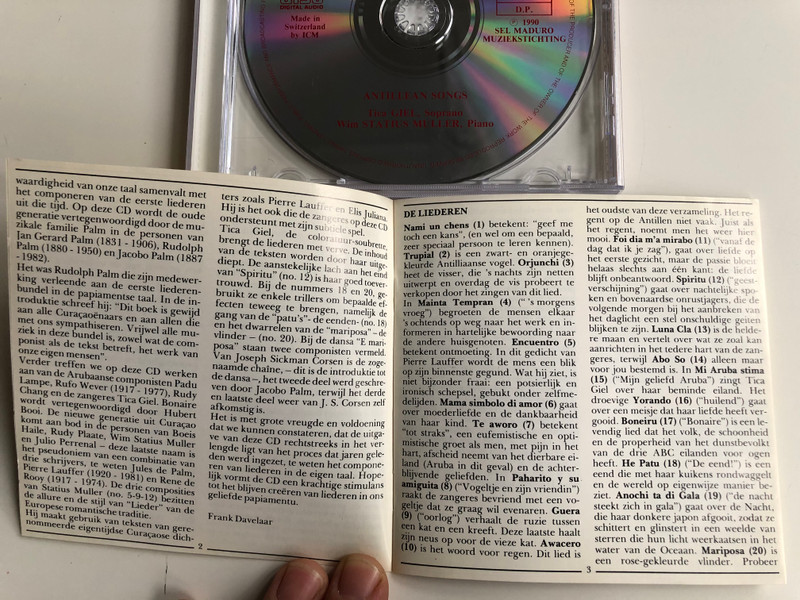 DIGITAL AUDIO
Made in
Switzerland
by ICM
D.P.
℗ 1990
SEL MADURO
MUZIEKSTICHTING
ANTILLEAN SONGS
Tica GIEL, Soprano
Wim STATIUS MULLER, Piano
waardigheid van onze taal samenvalt met
het componeren van de eerste liederen
uit die tijd. Op deze CD wordt de oude
generatie vertegenwoordigd door de mu-
zikale familie Palm in de personen van
Jan Gerard Palm (1831 - 1906), Rudolph
Palm (1880 - 1950) en Jacobo Palm (1887
- 1982).
Het was Rudolph Palm die zijn medewer-
king verleende aan de eerste liederen-
bundel in de papiamentse taal. In de in-
troduktie schreef hij: "Dit boek is gewijd
aan alle Curaçaoënaars en aan allen die
met ons sympathiseren. Vrijwel alle mu-
ziek in deze bundel is, zowel wat de com-
ponist als de tekst betreft, het werk van
onze eigen mensen".
Verder treffen we op deze CD werken
aan van de Arubaanse componisten Padu
Lampe, Rufo Wever (1917 - 1977), Rudy
Chang en de zangeres Tica Giel. Bonaire
wordt vertegenwoordigd door Hubert
Booi. De nieuwe generatie uit Curaçao
komt aan bod in de personen van Boeis
Haile, Rudy Plaate, Wim Statius Muller
en Julio Perrenal – deze laatste naam is
het pseudoniem van een combinatie van
drie schrijvers, te weten Jules de Palm,
Pierre Lauffer (1920 - 1981) en Rene de
Rooy (1917 - 1974). De drie composities
van Statius Muller (no. 5-9-12) bezitten
de allure en de stijl van "Lieder" van de
Europese romantische traditie.
Hij maakt gebruik van teksten van gere-
nommeerde eigentijdse Curaçaose dich-
2
ters zoals Pierre Lauffer en Elis Juliana.
Hij is het ook die de zangeres op deze CD
ondersteunt met zijn subtiele spel.
Tica Giel, de coloratuur-soubrette,
brengt de liederen met verve. De inhoud
van de teksten worden door haar uitge-
diept. De aanstekelijke lach aan het eind
van "Spiritu" (no. 12) is haar goed toever-
trouwd. Bij de nummers 18 en 20, ge-
bruikt ze enkele trillers om bepaalde ef-
fecten teweeg te brengen, namelijk de
gang van de "patu's"- de eenden- (no. 18)
en het dwarrelen van de "mariposa" – de
vlinder – (no. 20). Bij de dansa "E mari-
posa" staan twee componisten vermeld.
Van Joseph Sickman Corsen is de zoge-
naamde chaîne, – dit is de introduktie tot
de dansa –, het tweede deel werd geschre-
ven door Jacobo Palm, terwijl het derde
en laatste deel weer van J. S. Corsen zelf
afkomstig is.
Het is met grote vreugde en voldoening
dat we kunnen constateren, dat de uitga-
ve van deze CD rechtstreeks in het ver-
lengde ligt van het proces dat jaren gele-
den werd ingezet, te weten het compone-
ren van liederen in de eigen taal. Hope-
lijk vormt de CD een krachtige stimulans
tot het blijven creëren van liederen in ons
geliefde papiamentu.
Frank Davelaar
DE LIEDEREN
Nami un chens (1) betekent: "geef me
toch een kans", (en wel om een bepaald,
zeer speciaal persoon te leren kennen).
Trupial (2) is een zwart- en oranjege-
kleurde Antilliaanse vogel. Orjunchi (3)
heet de visser, die 's nachts zijn netten
uitwerpt en overdag de vis probeert te
verkopen door het zingen van dit lied.
In Mainta Tempran (4) (" 's morgens
vroeg") begroeten de mensen elkaar
's ochtends op weg naar het werk en in-
formeren in hartelijke bewoording naar
de andere huisgenoten. Encuentro (5)
betekent ontmoeting. In dit gedicht van
Pierre Lauffer wordt de mens een blik
op zijn binnenste gegund. Wat hij ziet, is
niet bijzonder fraai: een potsierlijk en
ironisch schepsel, gebukt onder zelfme-
delijden. Mama simbolo di amor (6) gaat
over moederliefde en de dankbaarheid
van haar kind. Te aworo (7) betekent
"tot straks", een eufemistische en opti-
mistische groet als men, met pijn in het
hart, afscheid neemt van het dierbare ei-
land (Aruba in dit geval) en de achter-
blijvende geliefden. In Paharito y su
amiguita (8) ("Vogeltje en zijn vriendin")
raakt de zangeres bevriend met een vo-
geltje dat ze graag wil evenaren. Guera
(9) ("oorlog") verhaalt de ruzie tussen
een kat en een kreeft. Deze laatste haalt
zijn neus op voor de vieze kat. Awacero
(10) is het woord voor regen. Dit lied is
3
het oudste van deze verzameling. Het re-
gent op de Antillen niet vaak. Juist als
het regent, noemt men het weer hier
mooi. Foi dia m'a mirabo (11) ("vanaf de
dag dat ik je zag"), gaat over liefde op
het eerste gezicht, maar de passie bloeit
helaas slechts aan één kant: de liefde
blijft onbeantwoord. Spiritu (12) ("geest-
verschijning") gaat over nachtelijke spo-
ken en bovenaardse onrustjagers, die de
volgende morgen bij het aanbreken van
het daglicht een stel onschuldige geiten
blijken te zijn. Luna Cla (13) is de helde-
re maan en vertelt over wat ze zoal kan
aanrichten in het tedere hart van de zan-
geres, terwijl Abo So (14) alleen maar
voor jou bestemd is. In Mi Aruba stima
(15) ("Mijn geliefd Aruba") zingt Tica
Giel over haar beminde eiland. Het
droevige Yorando (16) ("huilend") gaat
over een meisje dat haar liefde heeft ver-
gooid. Boneiru (17) ("Bonaire") is een le-
vendig lied dat het volk, de schoonheid
en de properheid van het dunstbevolkt
van de drie ABC eilanden voor ogen
heeft. He Patu (18) ("De eend!") is een
eend die met haar kuikens rondwaggelt
en de wereld op eigenwijze manier be-
ziet. Anochi ta di Gala (19) ("de nacht
steekt zich in gala") gaat over de Nacht,
die haar donkere japon afgooit, zodat ze
schittert en glinstert in een weelde van
sterren die hun licht weerkaatsen in het
water van de Oceaan. Mariposa (20) is
een rose-gekleurde vlinder. Probeer